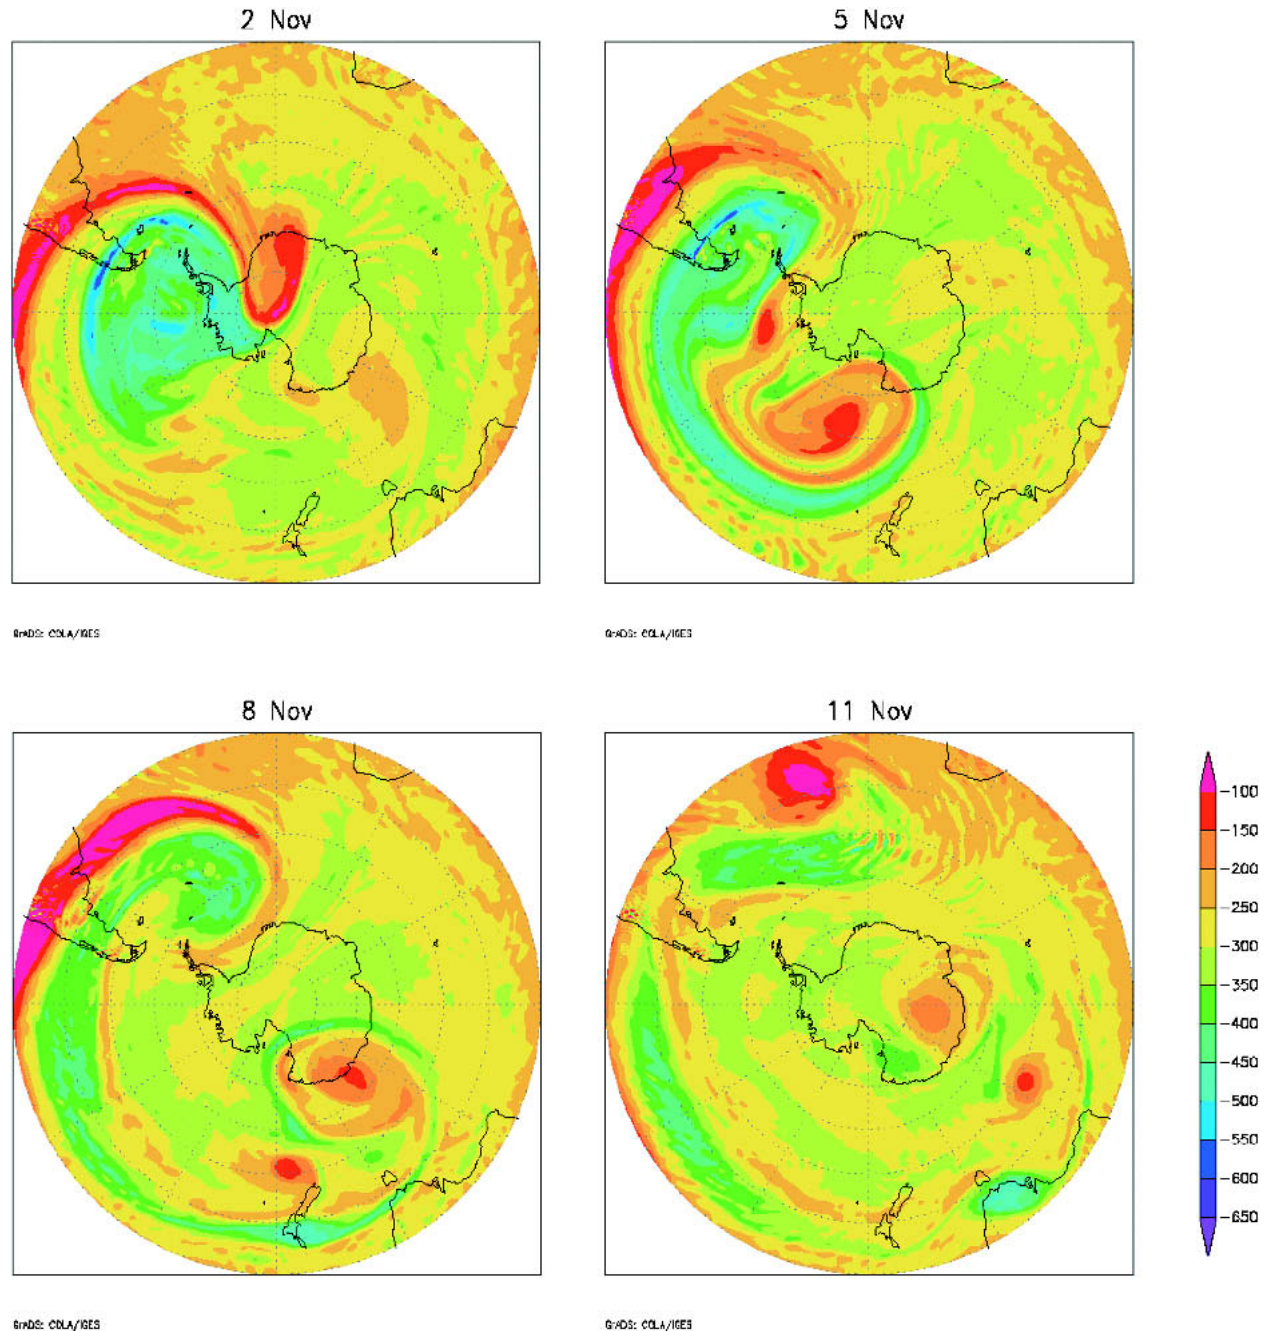 2 Nov
5 Nov
GrADS: COLA/IGES
GrADS: COLA/IGES
8 Nov
11 Nov
-100
-150
-200
-250
-300
-350
-400
-450
-500
-550
-600
-650
GrADS: COLA/IGES
GrADS: COLA/IGES